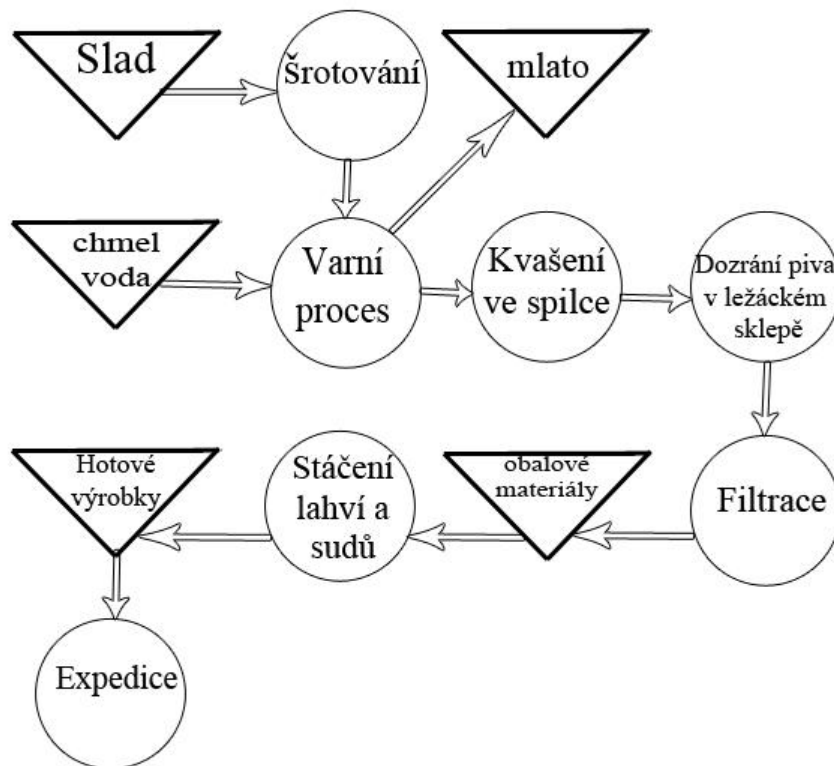 Slad
Šrotování
mlato
chmel
voda
Varní
proces
Kvašení
ve spilce
Dozrání piva
v ležáckém
sklepě
Hotové
výrobky
Stáčení
lahví a
sudů
obalové
materiály
Filtrace
Expedice